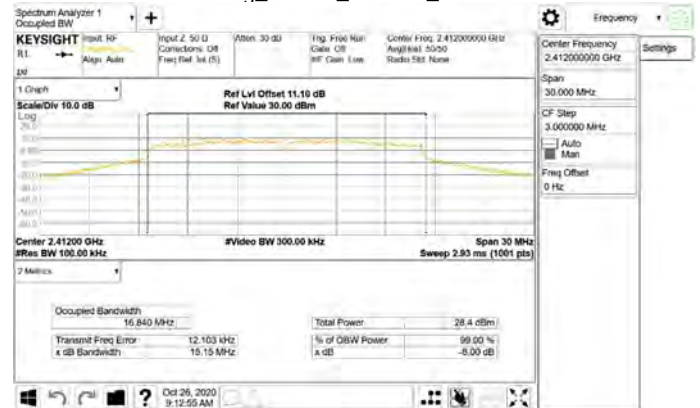 Spectrum Analyzer 1
Occupied BW
+
Frequency
KEYSIGHT
Input: RF
Input Z: 50 Ω
Atten: 30 dB
Trig: Free Run
Center Freq: 2.412000000 GHz
RL
Corrections: Off
Gate: Off
Avg|Hold: 50/50
Align: Auto
Freq Ref: Int (S)
#IF Gain: Low
Radio Std: None
Center Frequency
2.412000000 GHz
Settings
Span
30.000 MHz
CF Step
3.000000 MHz
Auto
Man
Freq Offset
0 Hz
1 Graph
Scale/Div 10.0 dB
Ref Lvl Offset 11.10 dB
Ref Value 30.00 dBm
Log
Center 2.41200 GHz
#Video BW 300.00 kHz
Span 30 MHz
#Res BW 100.00 kHz
Sweep 2.93 ms (1001 pts)
2 Metrics
Occupied Bandwidth
16.840 MHz
Total Power
28.4 dBm
Transmit Freq Error
12.103 kHz
% of OBW Power
99.00 %
x dB Bandwidth
15.15 MHz
x dB
-6.00 dB
?
Oct 26, 2020
9:12:55 AM